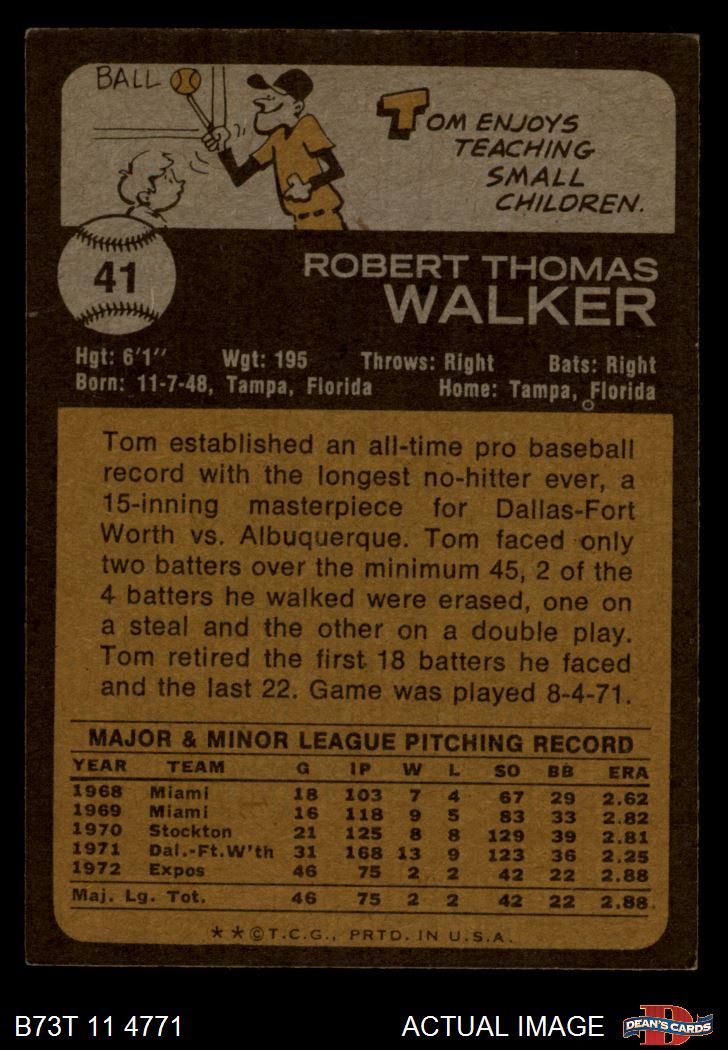 BALL
TOM ENJOYS
TEACHING
SMALL
CHILDREN.
41
ROBERT THOMAS
WALKER
Hgt: 6'1" Wgt: 195 Throws: Right Bats: Right
Born: 11-7-48, Tampa, Florida Home: Tampa, Florida
Tom established an all-time pro baseball
record with the longest no-hitter ever, a
15-inning masterpiece for Dallas-Fort
Worth vs. Albuquerque. Tom faced only
two batters over the minimum 45, 2 of the
4 batters he walked were erased, one on
a steal and the other on a double play.
Tom retired the first 18 batters he faced
and the last 22. Game was played 8-4-71.
MAJOR & MINOR LEAGUE PITCHING RECORD
YEAR TEAM G IP W L SO BB ERA
1968 Miami 18 103 7 4 67 29 2.62
1969 Miami 16 118 9 5 83 33 2.82
1970 Stockton 21 125 8 8 129 39 2.81
1971 Dal.-Ft.W'th 31 168 13 9 123 36 2.25
1972 Expos 46 75 2 2 42 22 2.88
Maj. Lg. Tot. 46 75 2 2 42 22 2.88
**©T.C.G., PRTD. IN U.S.A.
B73T 11 4771 ACTUAL IMAGE D DEAN'S CARDS